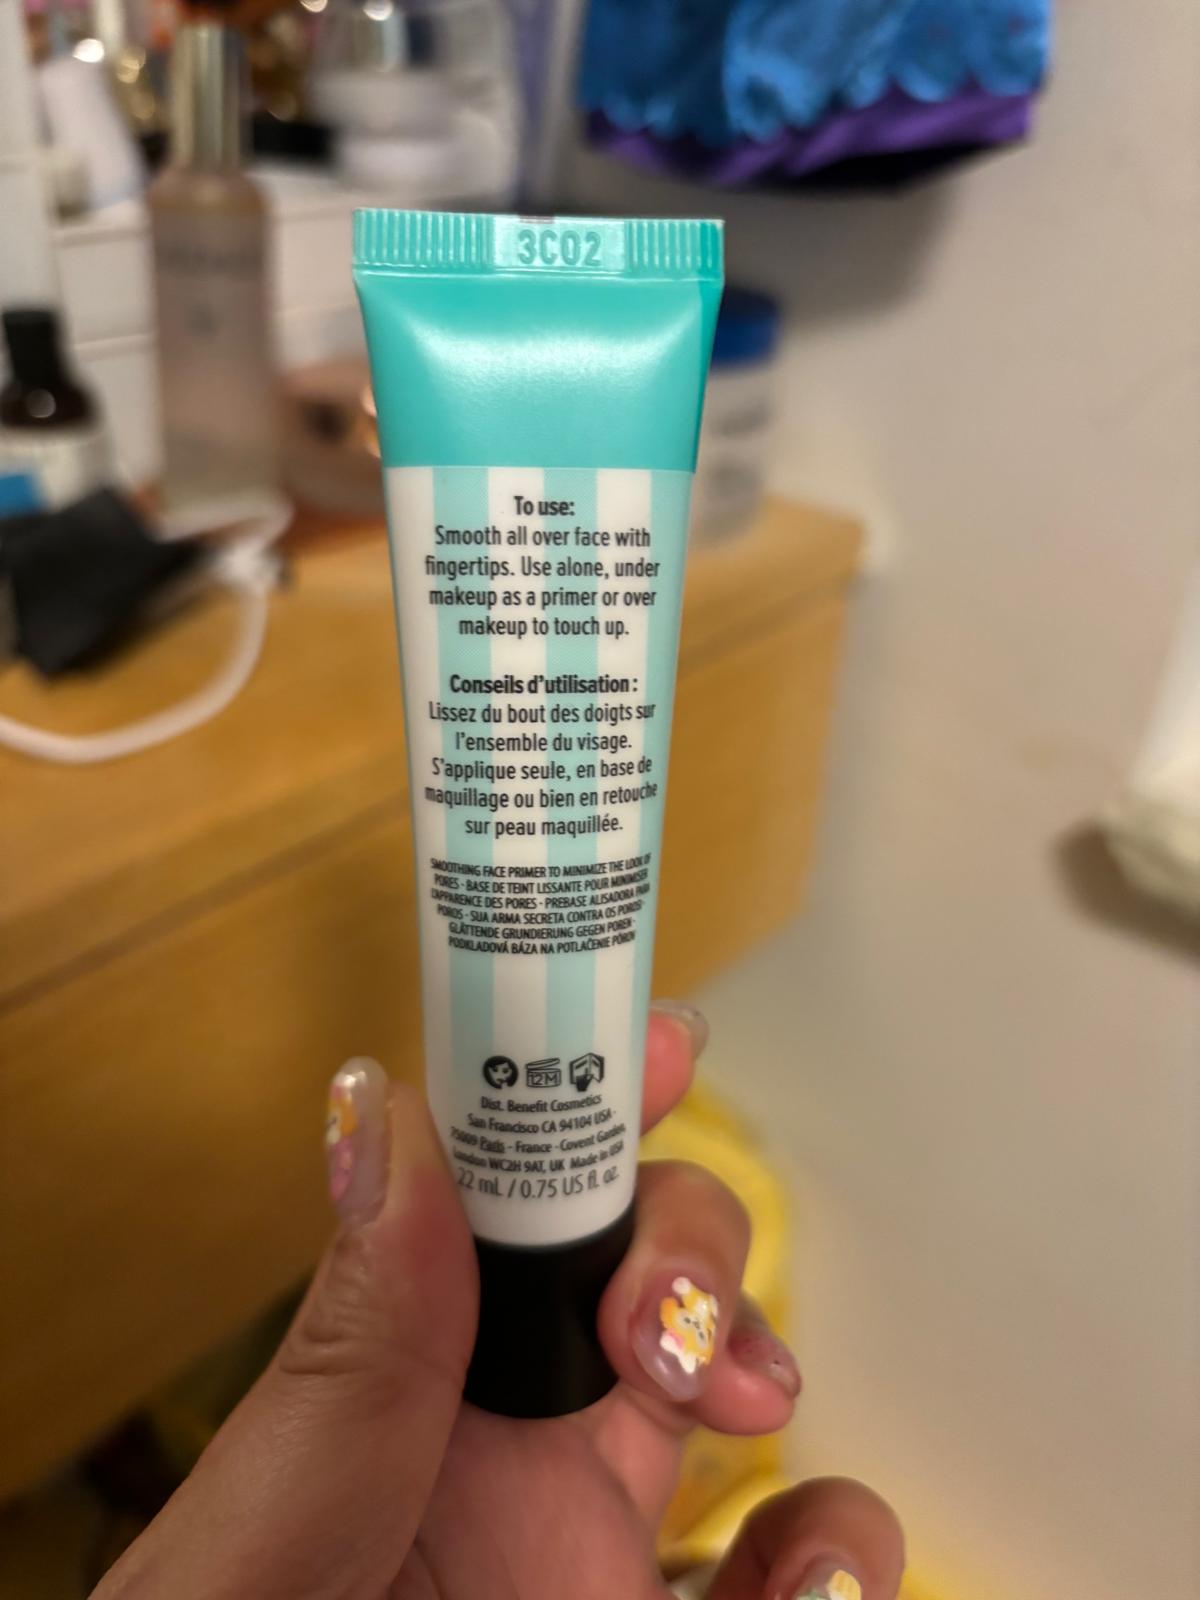 3C02
To use:
Smooth all over face with
fingertips. Use alone, under
makeup as a primer or over
makeup to touch up.
Conseils d'utilisation :
Lissez du bout des doigts sur
l'ensemble du visage.
S'applique seule, en base de
maquillage ou bien en retouche
sur peau maquillée.
SMOOTHING FACE PRIMER TO MINIMIZE THE LOOK OF
PORES - BASE DE TEINT LISSANTE POUR MINIMISER
L'APPARENCE DES PORES - PREBASE ALISADORA PARA
POROS - SUA ARMA SECRETA CONTRA OS POROS! -
GLÄTTENDE GRUNDIERUNG GEGEN POREN -
PODKLADOVÁ BÁZA NA POTLAČENIE PÓROV
12M
Dist. Benefit Cosmetics
San Francisco CA 94104 USA -
75009 Paris - France - Covent Garden,
London WC2H 9AT, UK Made in USA
22 mL / 0.75 US fl. oz.